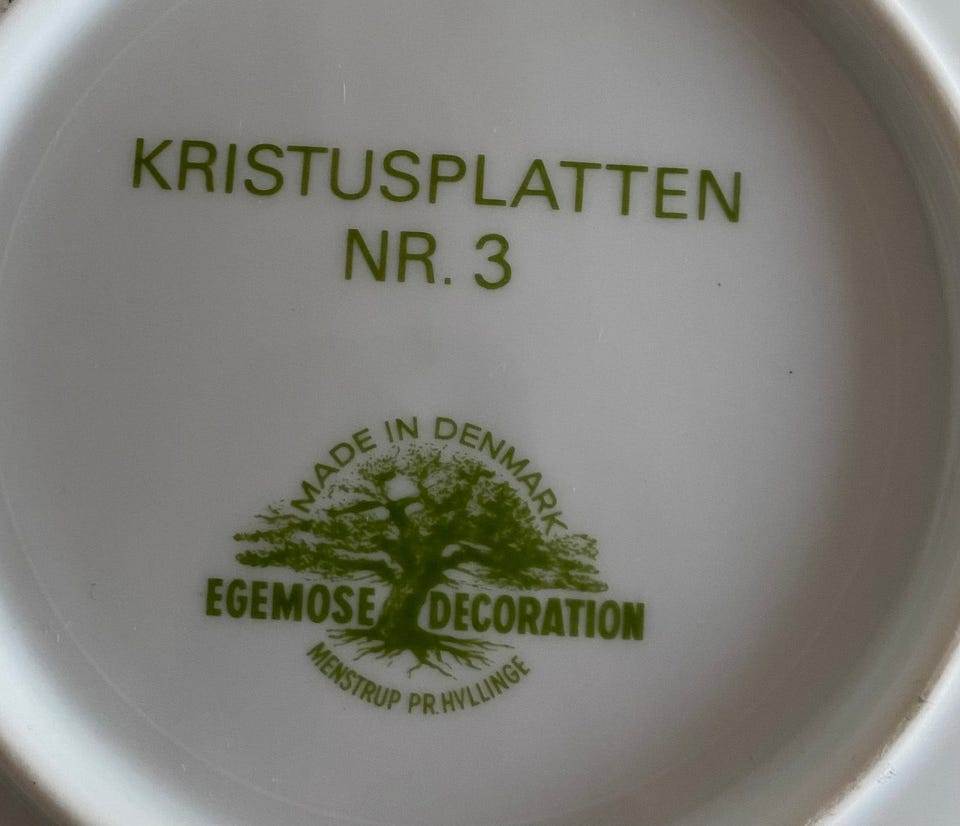 KRISTUSPLATTEN
NR. 3
MADE IN DENMARK
EGEMOSE DECORATION
MENSTRUP PR. HYLLINGE